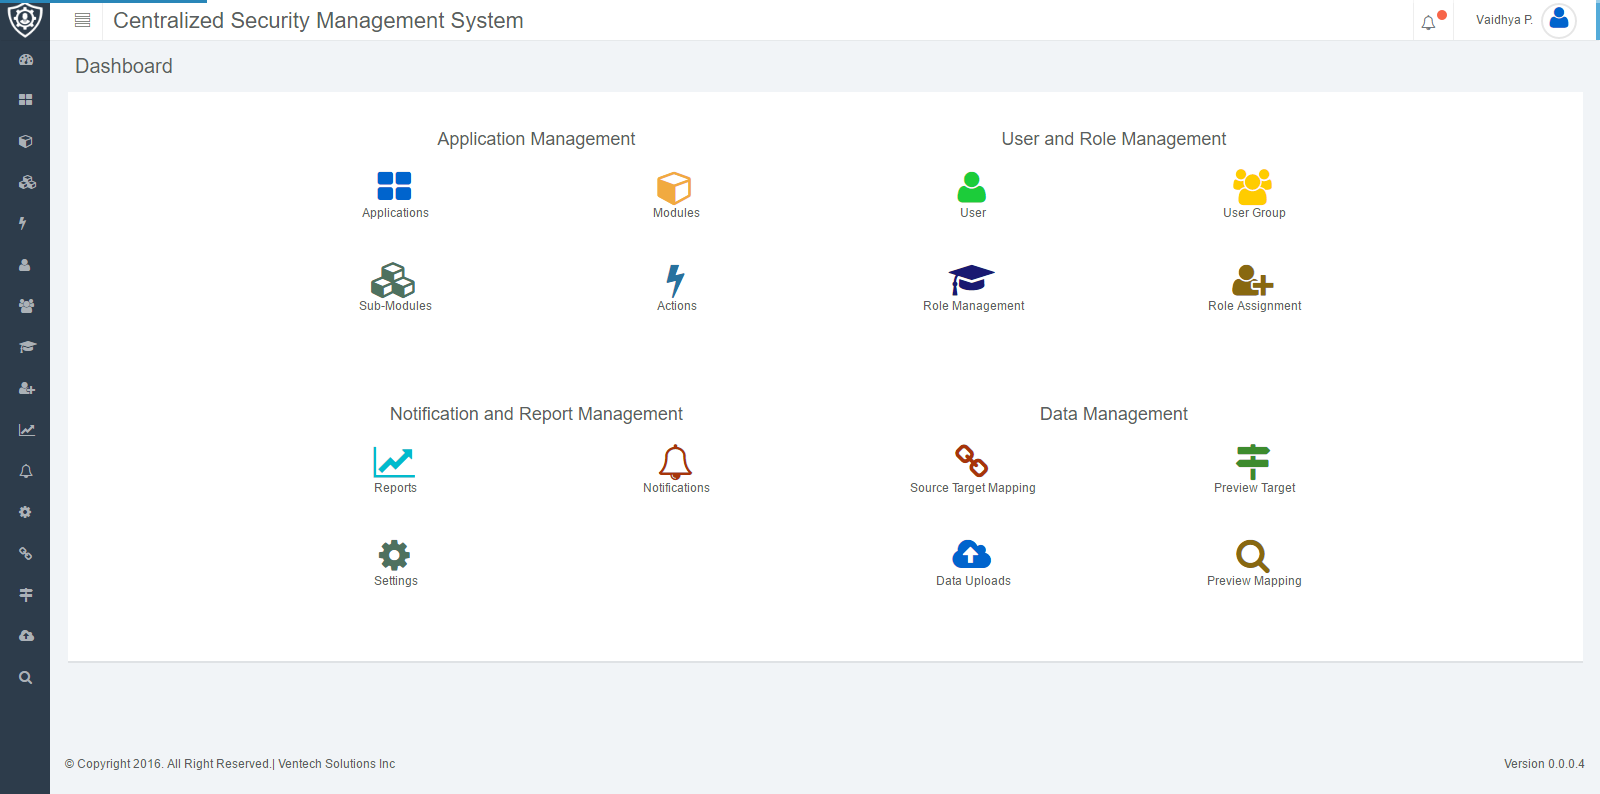 Centralized Security Management System
Vaidhya P.
Dashboard
Application Management
User and Role Management
Applications
Modules
User
User Group
Sub-Modules
Actions
Role Management
Role Assignment
Notification and Report Management
Data Management
Reports
Notifications
Source Target Mapping
Preview Target
Settings
Data Uploads
Preview Mapping
© Copyright 2016. All Right Reserved.| Ventech Solutions Inc
Version 0.0.0.4